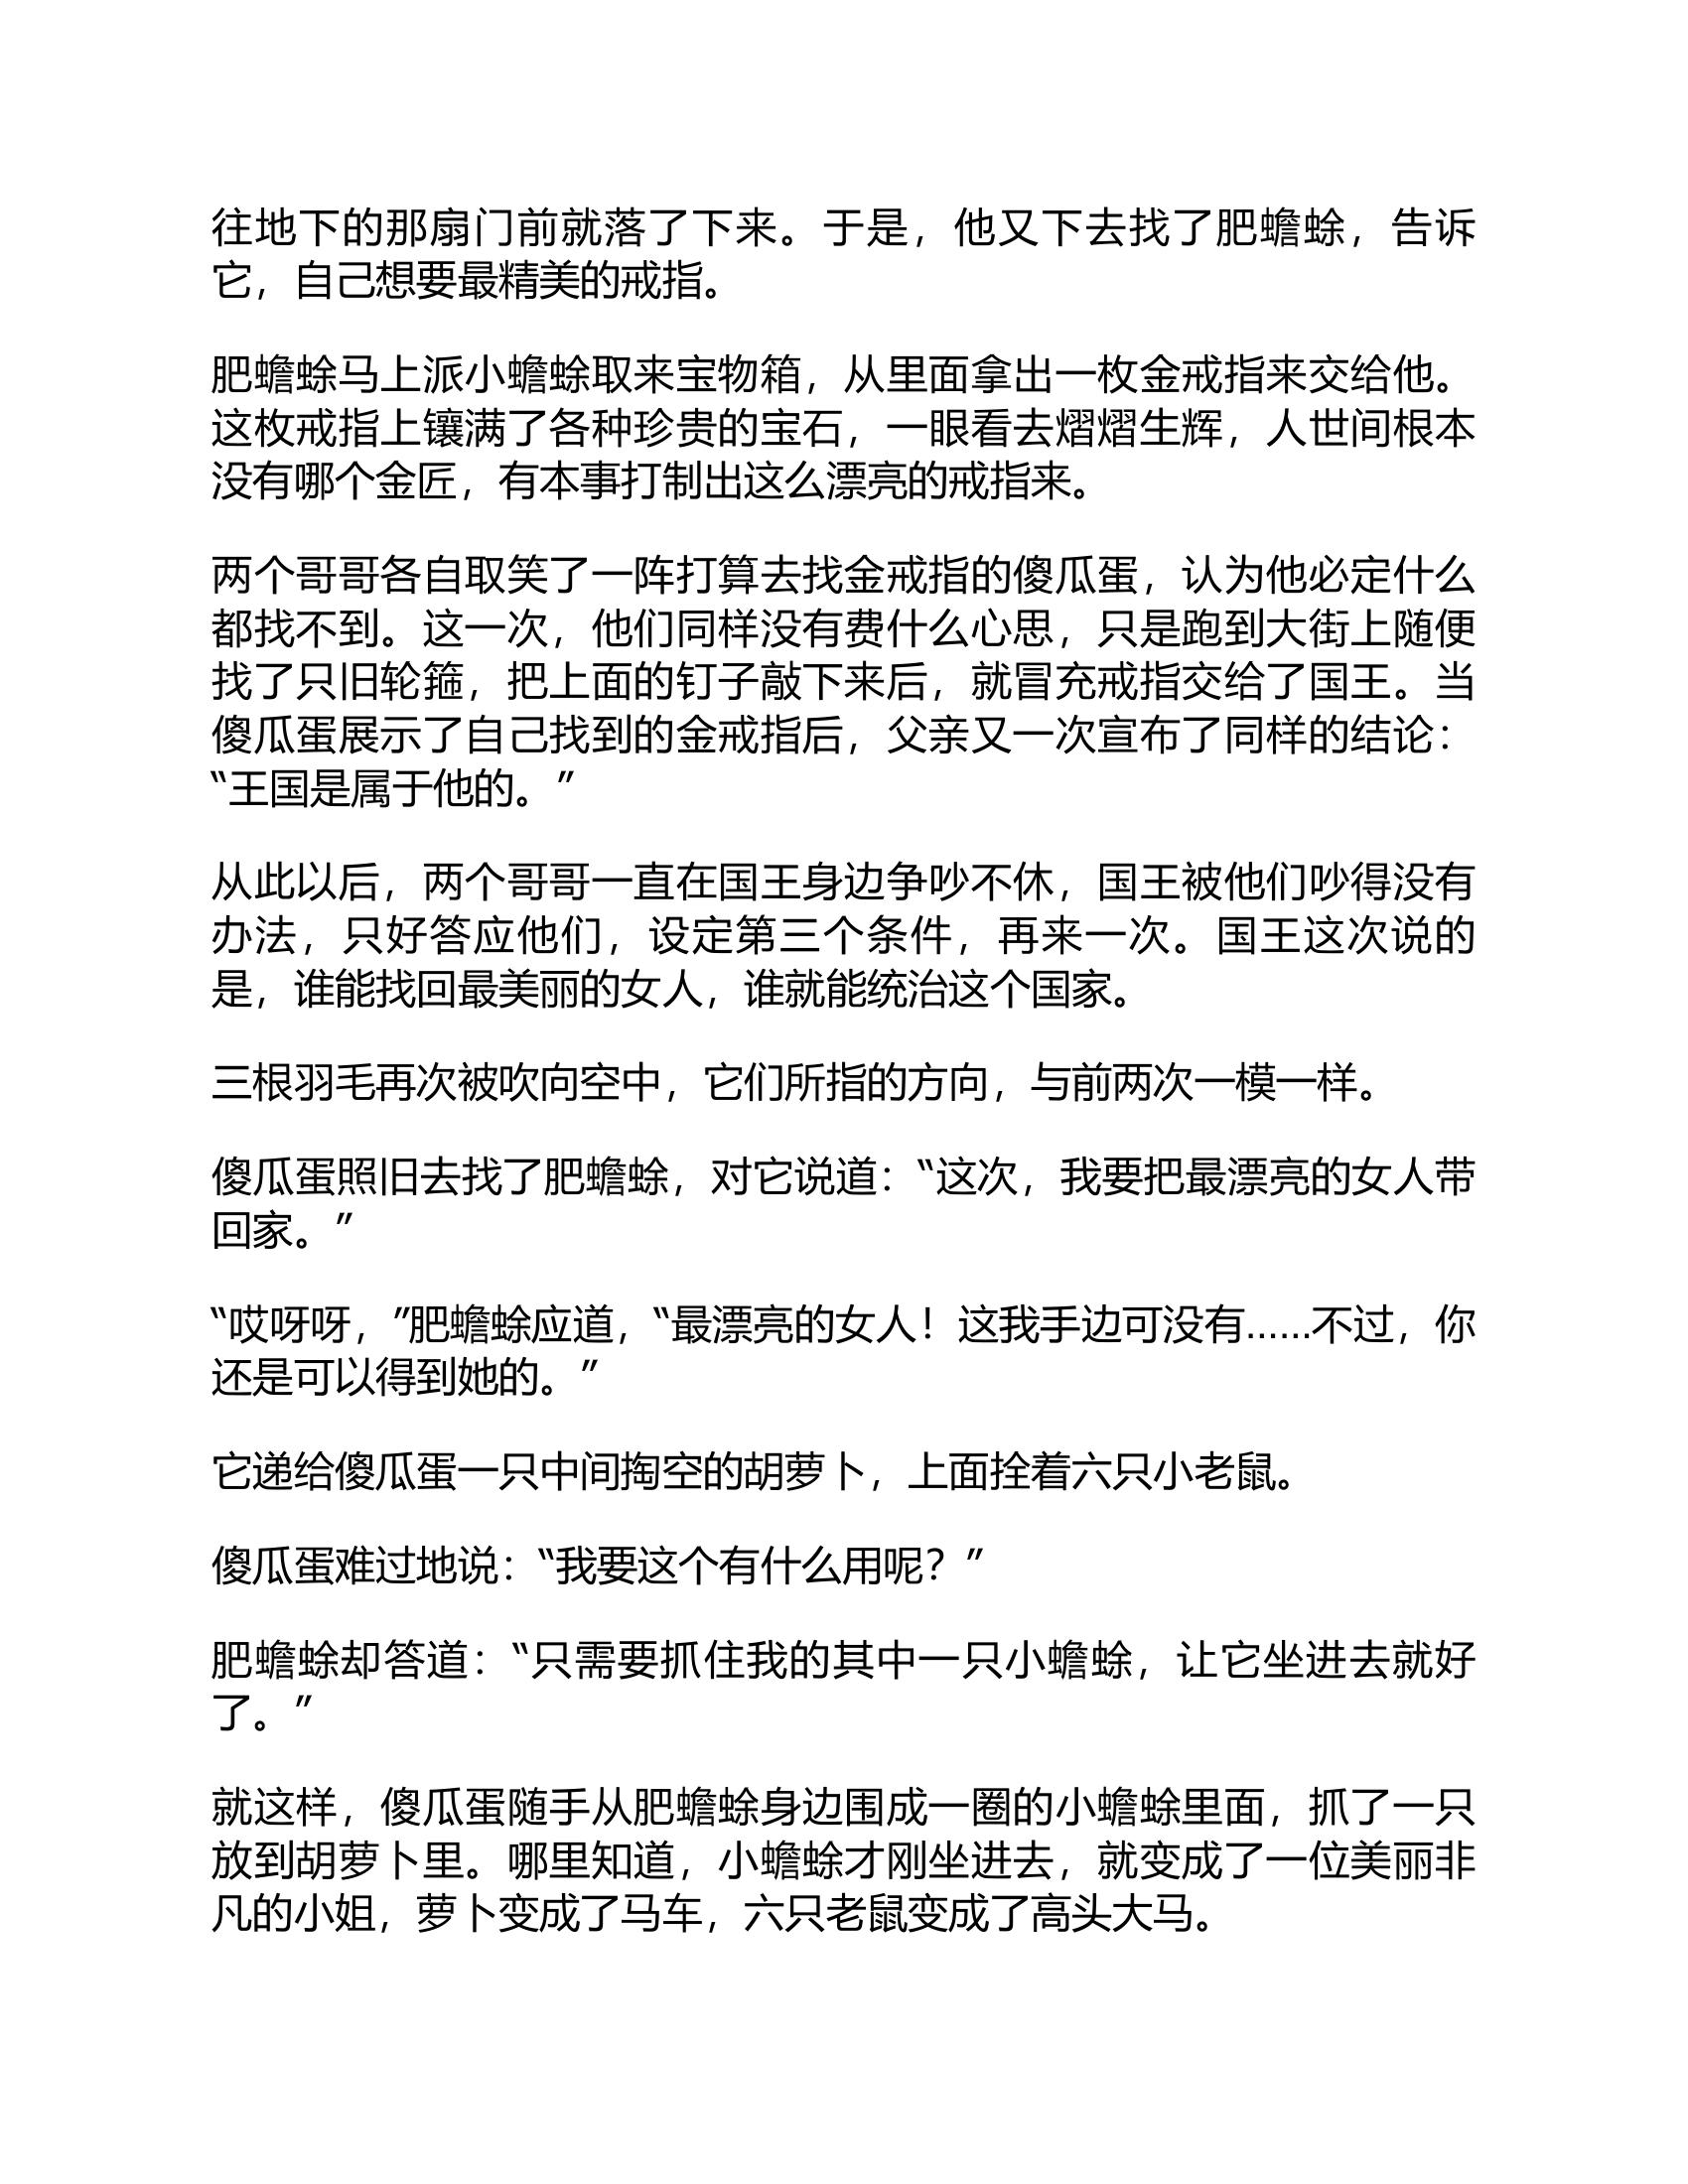 往地下的那扇门前就落了下来。于是，他又下去找了肥蟾蜍，告诉
它，自己想要最精美的戒指。
肥蟾蜍马上派小蟾蜍取来宝物箱，从里面拿出一枚金戒指来交给他。
这枚戒指上镶满了各种珍贵的宝石，一眼看去熠熠生辉，人世间根本
没有哪个金匠，有本事打制出这么漂亮的戒指来。
两个哥哥各自取笑了一阵打算去找金戒指的傻瓜蛋，认为他必定什么
都找不到。这一次，他们同样没有费什么心思，只是跑到大街上随便
找了只旧轮箍，把上面的钉子敲下来后，就冒充戒指交给了国王。当
傻瓜蛋展示了自己找到的金戒指后，父亲又一次宣布了同样的结论：
“王国是属于他的。”
从此以后，两个哥哥一直在国王身边争吵不休，国王被他们吵得没有
办法，只好答应他们，设定第三个条件，再来一次。国王这次说的
是，谁能找回最美丽的女人，谁就能统治这个国家。
三根羽毛再次被吹向空中，它们所指的方向，与前两次一模一样。
傻瓜蛋照旧去找了肥蟾蜍，对它说道：“这次，我要把最漂亮的女人带
回家。”
“哎呀呀，”肥蟾蜍应道，“最漂亮的女人！这我手边可没有……不过，你
还是可以得到她的。”
它递给傻瓜蛋一只中间掏空的胡萝卜，上面拴着六只小老鼠。
傻瓜蛋难过地说：“我要这个有什么用呢？”
肥蟾蜍却答道：“只需要抓住我的其中一只小蟾蜍，让它坐进去就好
了。”
就这样，傻瓜蛋随手从肥蟾蜍身边围成一圈的小蟾蜍里面，抓了一只
放到胡萝卜里。哪里知道，小蟾蜍才刚坐进去，就变成了一位美丽非
凡的小姐，萝卜变成了马车，六只老鼠变成了高头大马。